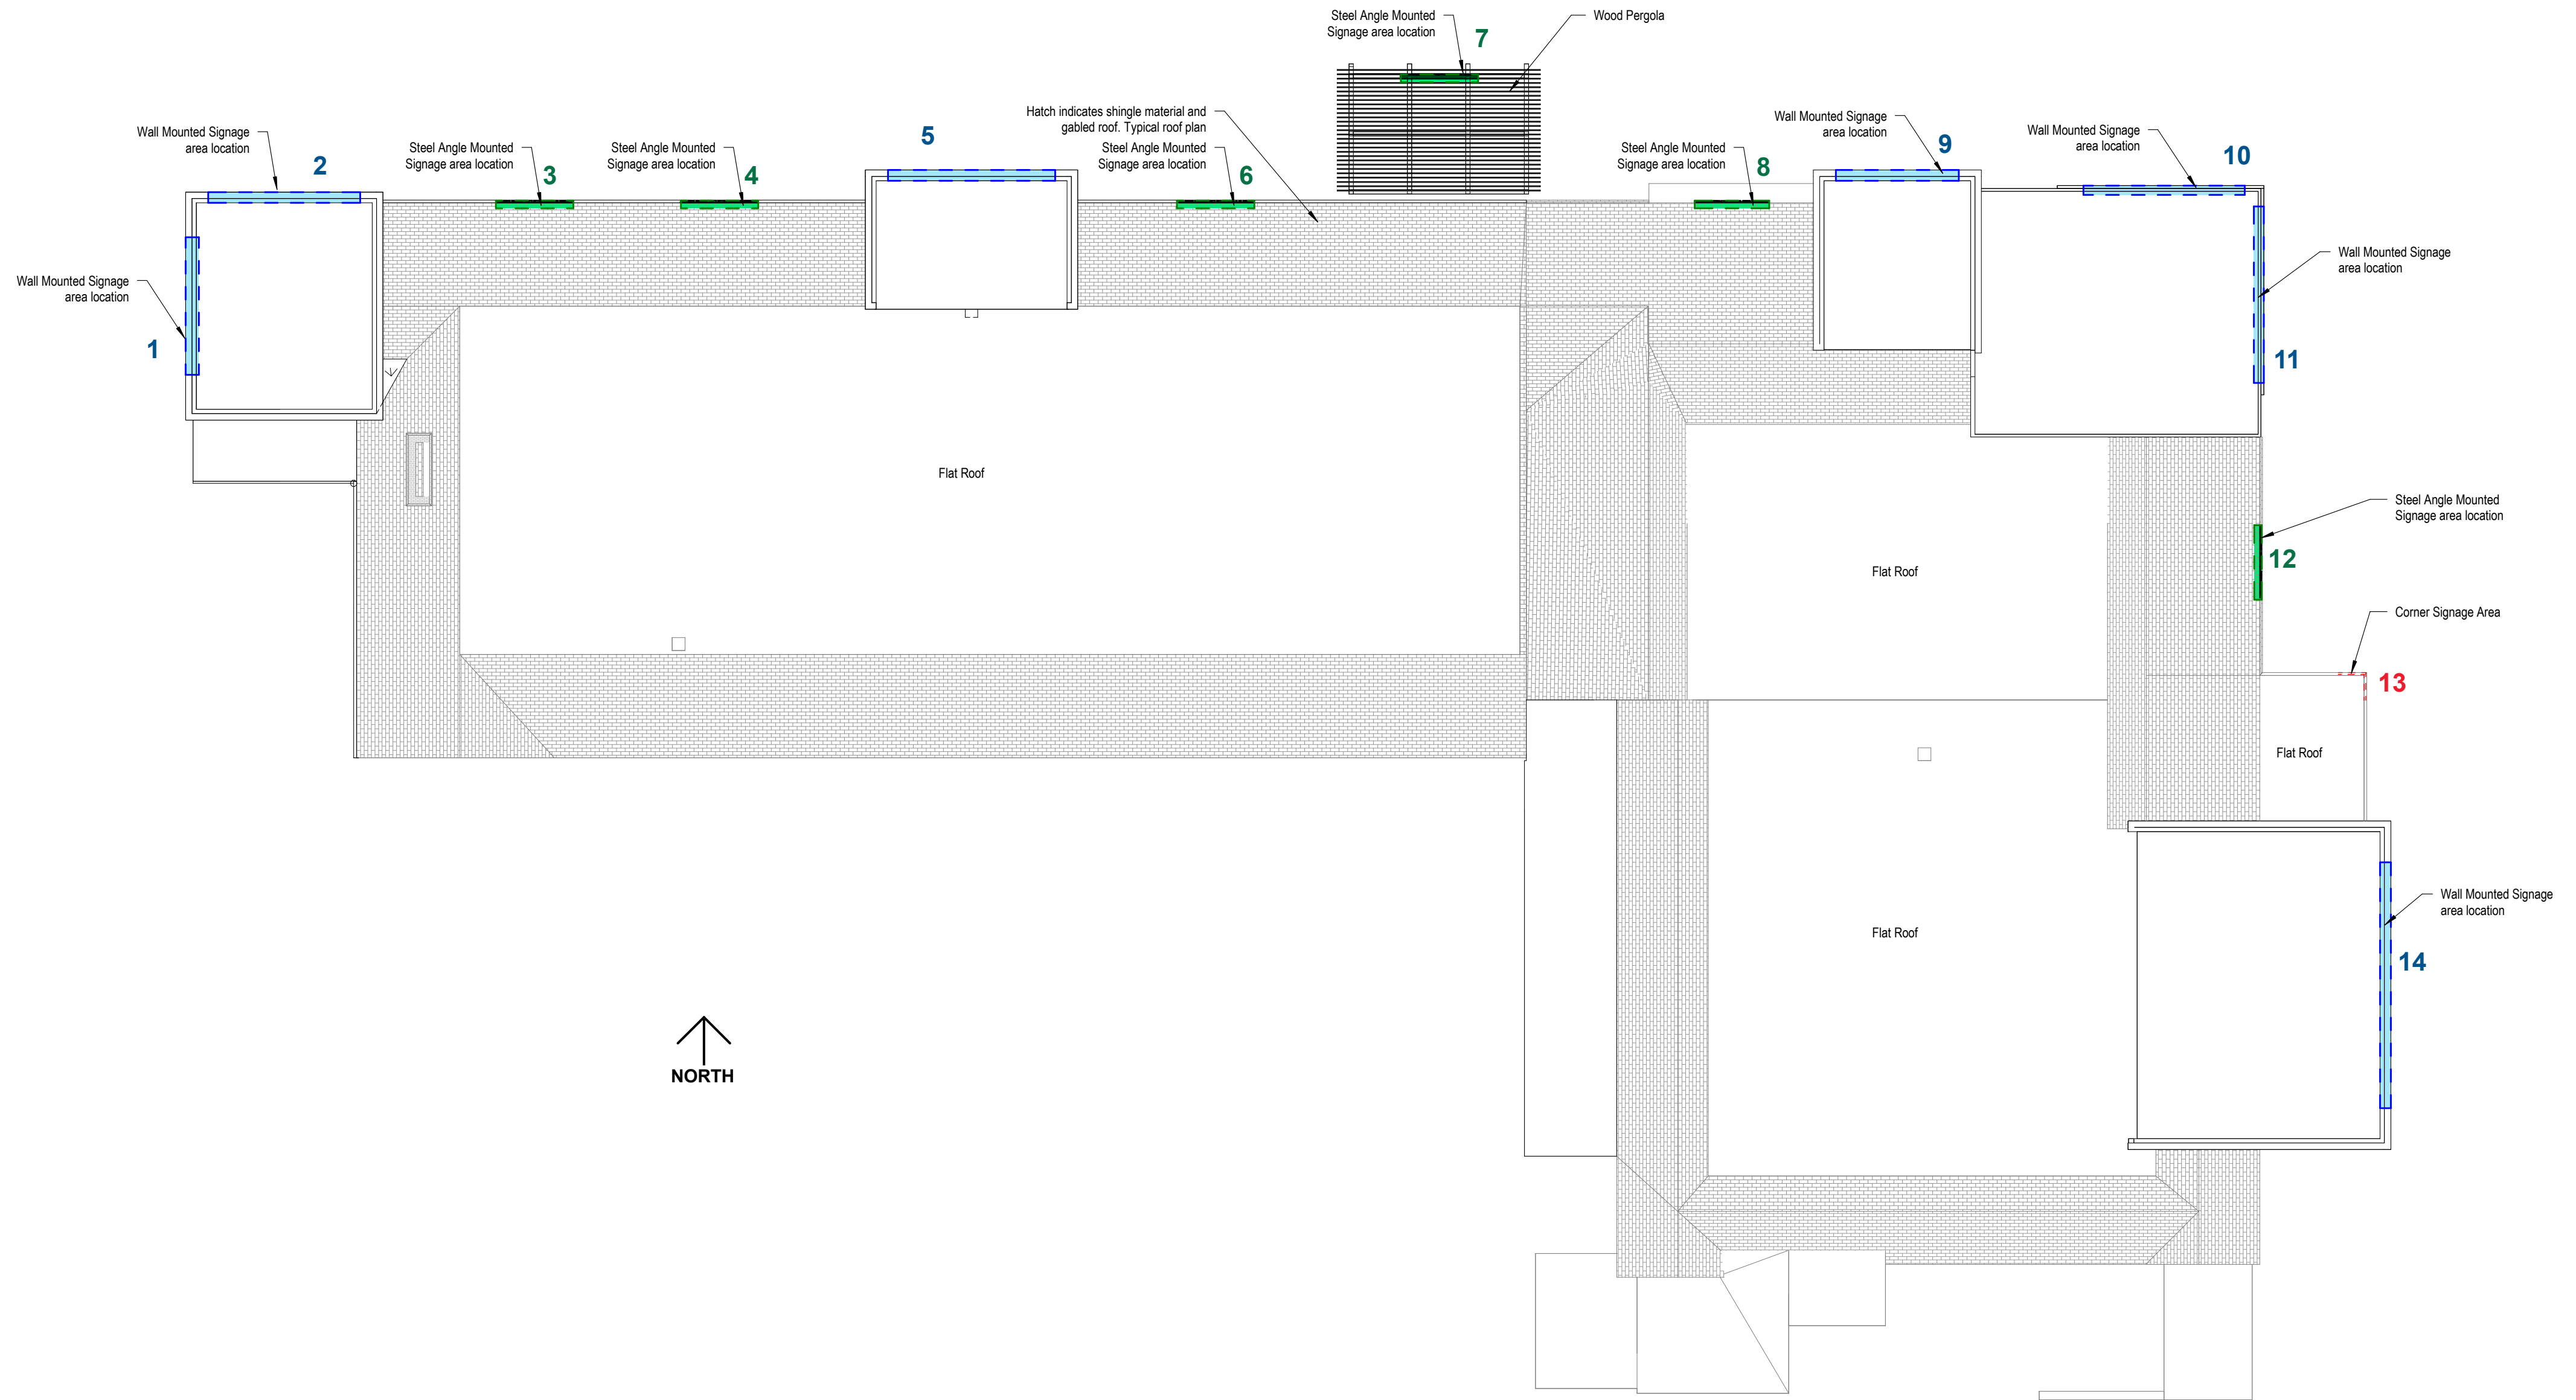 Steel Angle Mounted
Signage area location
7
Wood Pergola
Hatch indicates shingle material and
gabled roof. Typical roof plan
Wall Mounted Signage
area location
2
Steel Angle Mounted
Signage area location
3
Steel Angle Mounted
Signage area location
4
5
Steel Angle Mounted
Signage area location
6
Steel Angle Mounted
Signage area location
8
Wall Mounted Signage
area location
9
Wall Mounted Signage
area location
10
Wall Mounted Signage
area location
1
Wall Mounted Signage
area location
11
Flat Roof
Flat Roof
Steel Angle Mounted
Signage area location
12
Corner Signage Area
13
Flat Roof
Flat Roof
Wall Mounted Signage
area location
14
NORTH